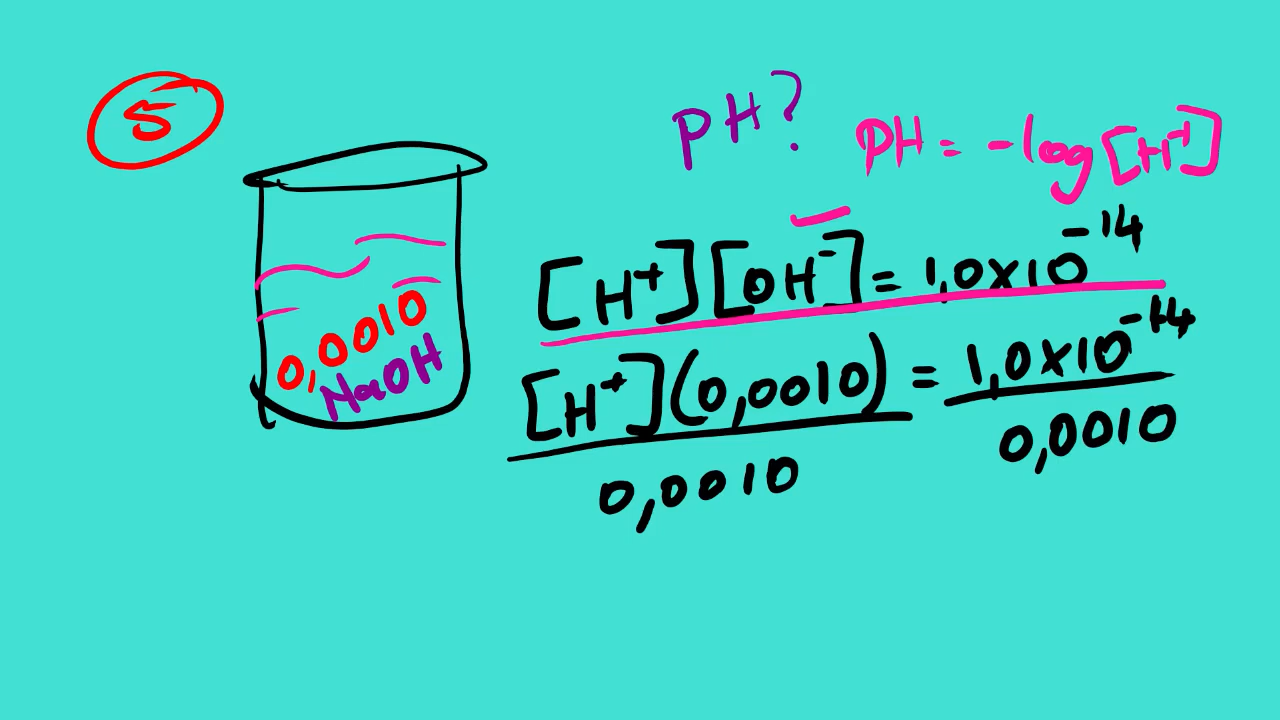 5
PH?
PH = -log [H+]
[H+][OH-] = 1,0x10-14
0,0010
NaOH
[H+](0,0010) = 1,0x10-14
0,0010 0,0010